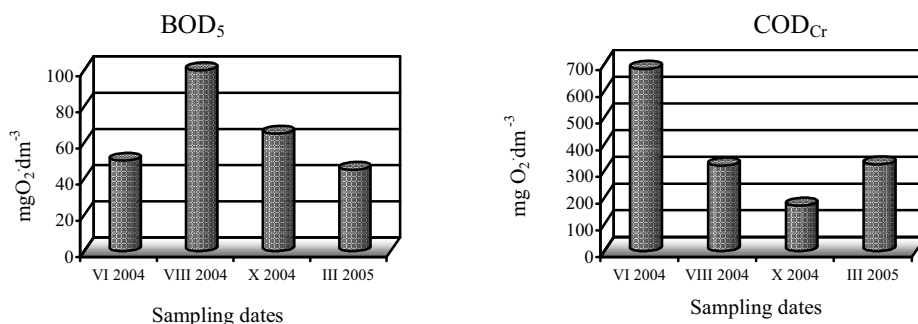 BOD₅
100
80
60
40
20
0
mgO₂·dm⁻³
VI 2004 VIII 2004 X 2004 III 2005
Sampling dates
COD_Cr
700
600
500
400
300
200
100
0
mg O₂·dm⁻³
VI 2004 VIII 2004 X 2004 III 2005
Sampling dates